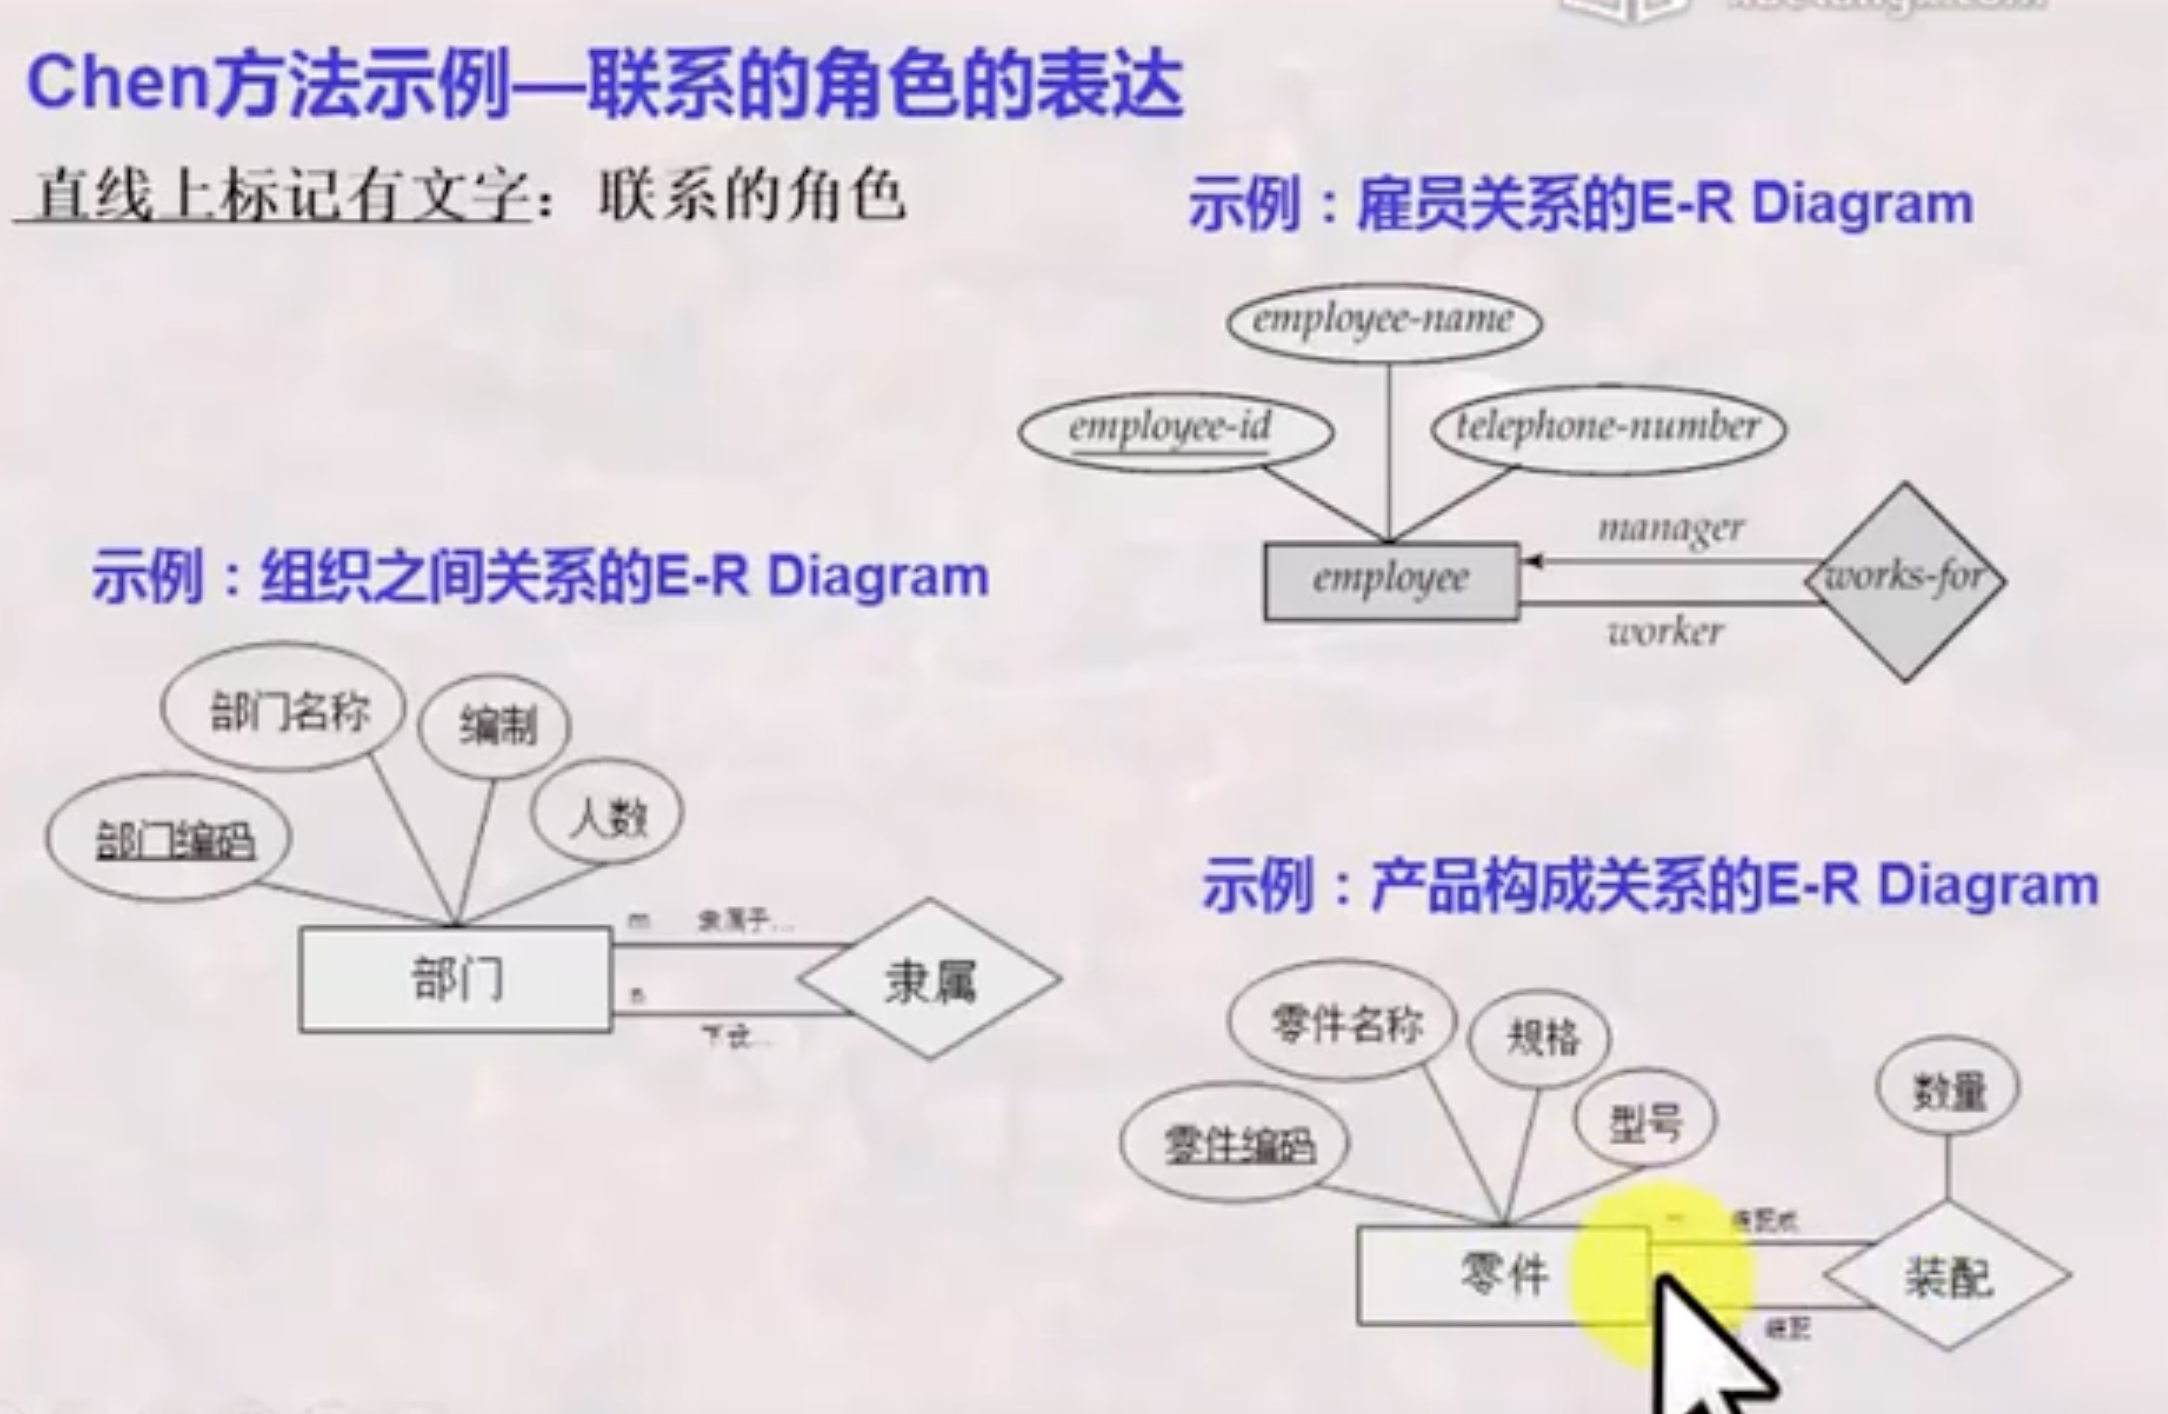 Chen方法示例—联系的角色的表达
直线上标记有文字：联系的角色
示例：雇员关系的E-R Diagram
employee-name
employee-id
telephone-number
employee
manager
worker
works-for
示例：组织之间关系的E-R Diagram
部门名称
编制
人数
部门编码
部门
m
隶属于...
n
隶属
示例：产品构成关系的E-R Diagram
零件名称
规格
型号
零件编码
零件
数量
装配